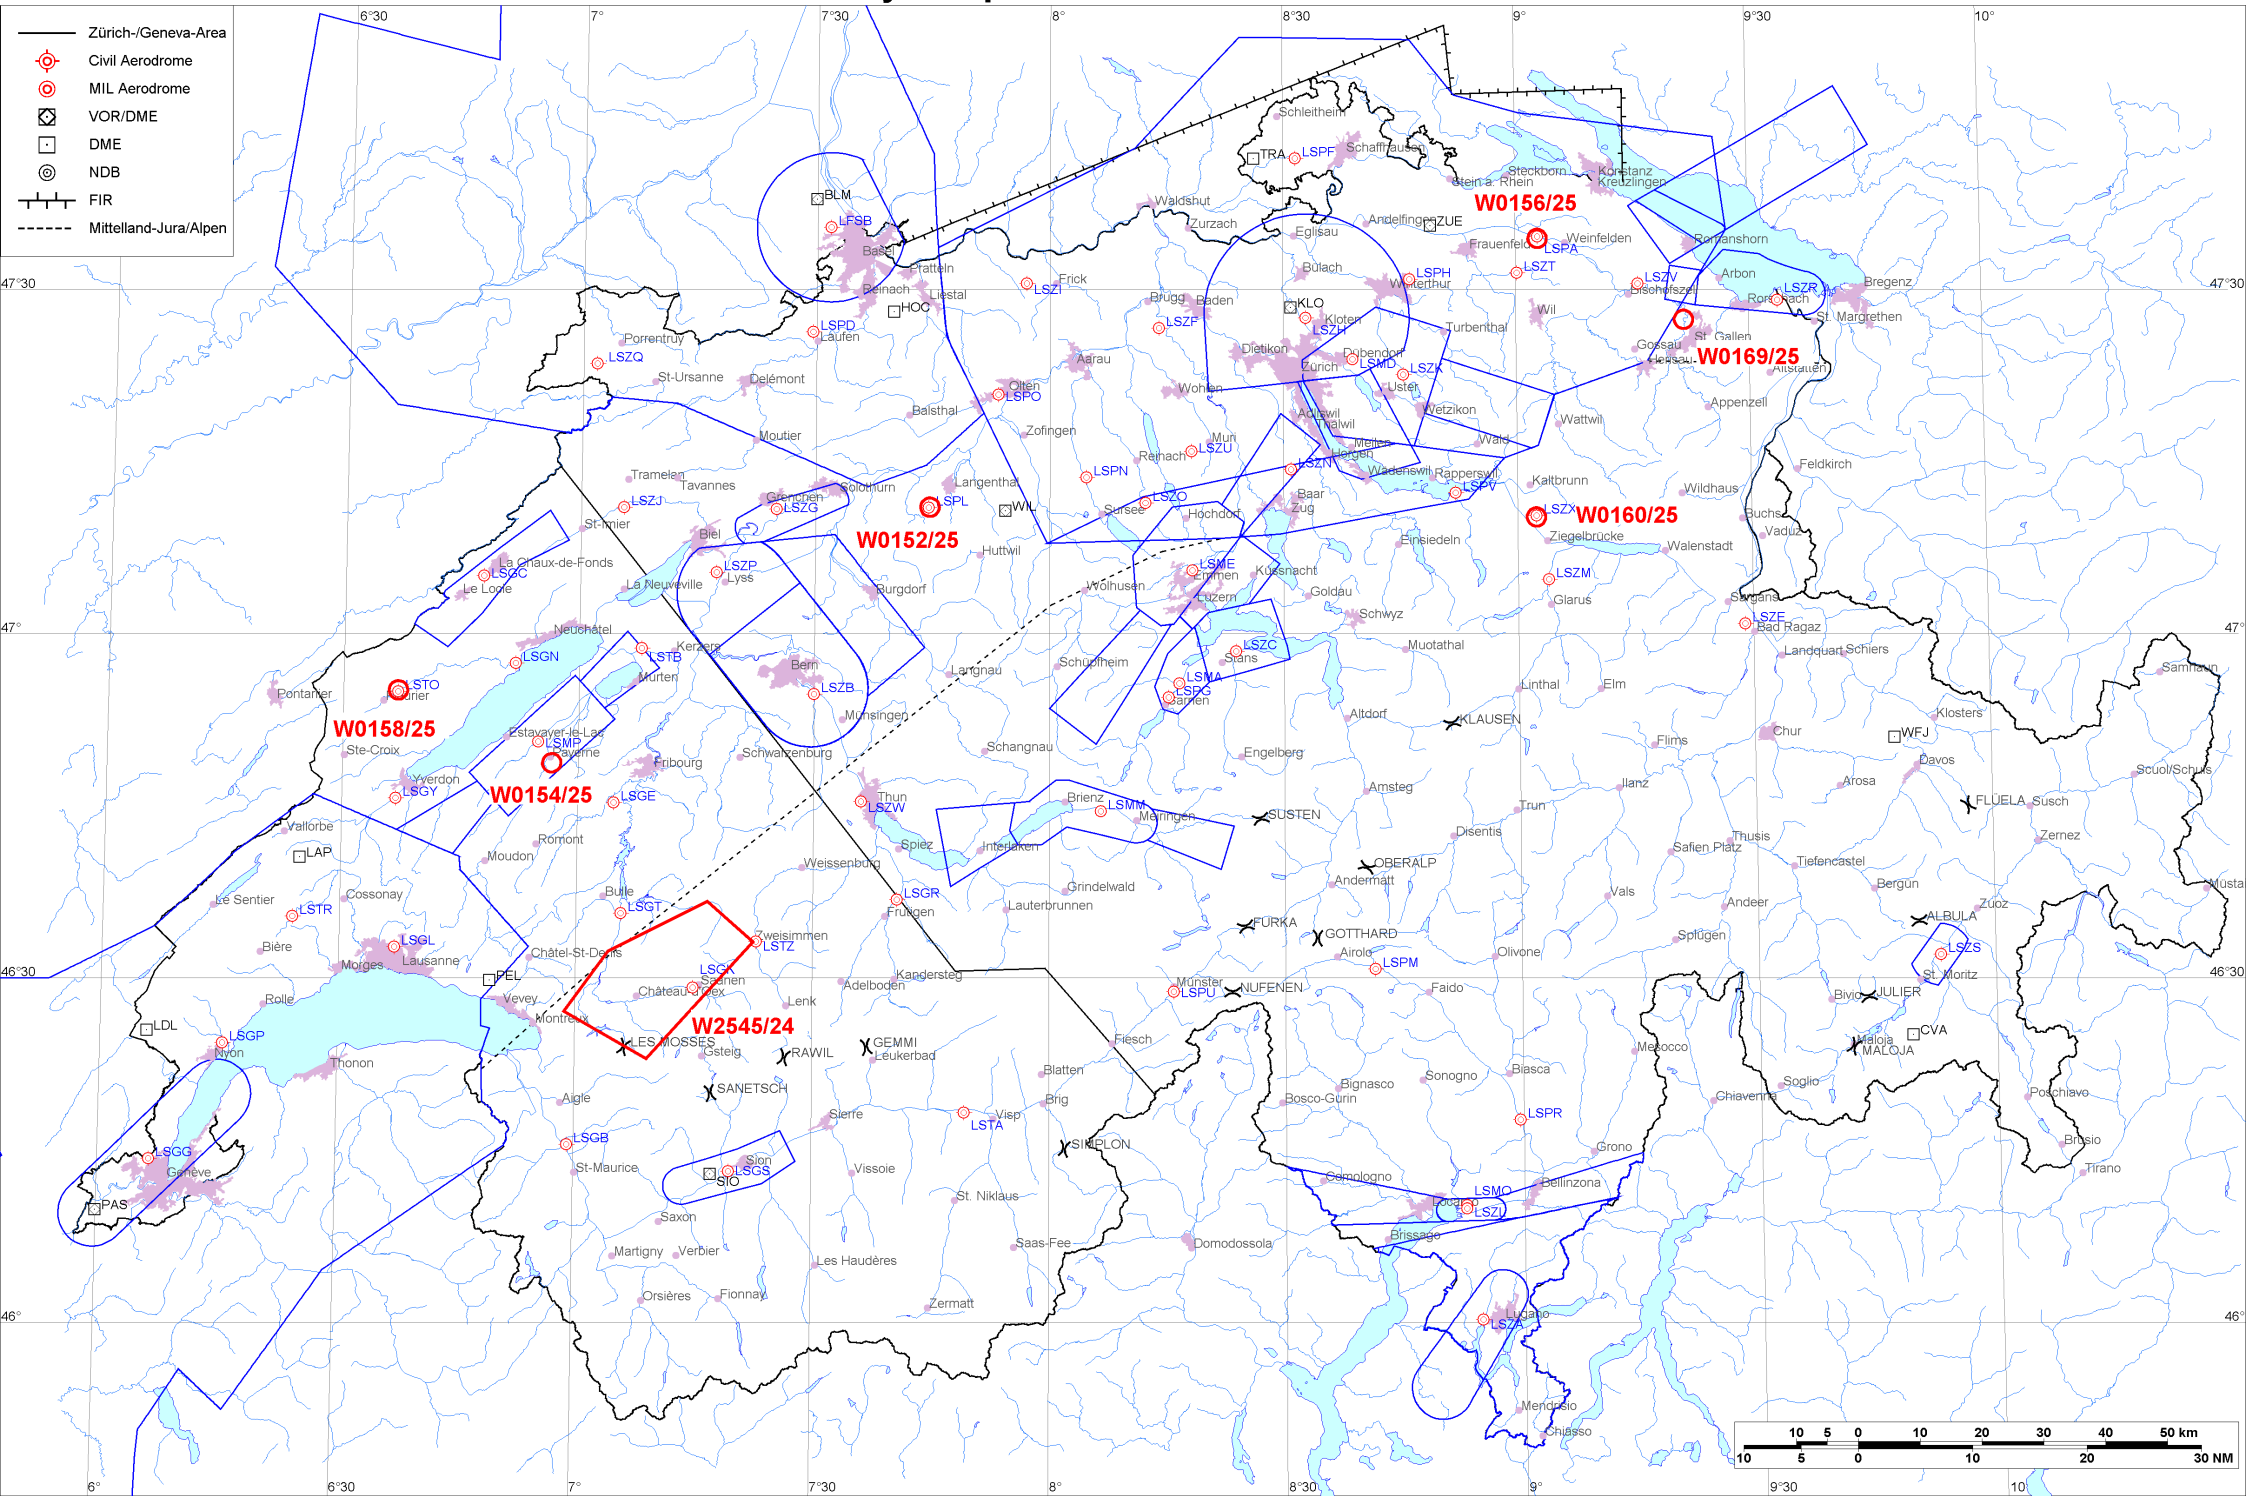 6°30
7°
7°30
8°
8°30
9°
9°30
10°
Zürich-/Geneva-Area
Civil Aerodrome
MIL Aerodrome
VOR/DME
DME
NDB
FIR
Mittelland-Jura/Alpen
Schleitheim
TRA
LSPF
Schaffhausen
Steckborn
Konstanz
Stein a. Rhein
Kreuzlingen
BLM
Waldshut
W0156/25
LFSB
Zurzach
Eglisau
Andelfingen
ZUE
Basel
Frauenfeld
LSPA
Weinfelden
Romanshorn
Pratteln
Bülach
LSPH
LSZT
Arbon
47°30
Reinach
Liestal
LSZI
Frick
Winterthur
LSZV
Bischofszell
LSZR
Bregenz
47°30
HOC
Brugg
Baden
KLO
Rorschach
LSPD
Laufen
LSZF
Kloten
LSZH
Wil
St. Margrethen
Porrentruy
Turbenthal
St. Gallen
LSZQ
Aarau
Dietikon
Dübendorf
LSMD
Gossau
Herisau
W0169/25
Zürich
LSZK
Altstätten
St-Ursanne
Delémont
Olten
LSPO
Wohlen
Uster
Balsthal
Wetzikon
Appenzell
Adliswil
Thalwil
Wattwil
Moutier
Zofingen
Muri
LSZU
Meilen
Wald
Horgen
Reinach
LSZN
Wädenswil
Rapperswil
Feldkirch
Tramelan
Tavannes
LSPN
LSPV
Kaltbrunn
Wildhaus
Langenthal
Solothurn
Grenchen
LSZG
LSZJ
LSPL
WIL
LSZO
Sursee
Baar
Zug
Hochdorf
LSZX
W0160/25
Buchs
Vaduz
St-Imier
Biel
W0152/25
Einsiedeln
Ziegelbrücke
Walenstadt
Huttwil
La Chaux-de-Fonds
LSGC
LSZP
Lyss
LSME
Emmen
Küssnacht
LSZM
Le Locle
La Neuveville
Burgdorf
Wolhusen
Luzern
Goldau
Glarus
Sargans
Schwyz
LSZE
Bad Ragaz
47°
Neuchâtel
47°
Kerzers
LSTB
LSGN
Muotathal
LSZC
Stans
Landquart
Schiers
Samnaun
Bern
Langnau
Schüpfheim
Murten
LSTO
Fleurier
Pontarlier
LSZB
LSMA
LSPG
Sarnen
Linthal
Elm
Münsingen
Altdorf
KLAUSEN
Klosters
W0158/25
Estavayer-le-Lac
LSMP
Payerne
Ste-Croix
Schwarzenburg
Schangnau
Engelberg
Flims
Chur
WFJ
Fribourg
Davos
Scuol/Schuls
Yverdon
LSGY
W0154/25
LSGE
Thun
LSZW
Brienz
LSMM
Meiringen
Amsteg
SUSTEN
Ilanz
Trun
Arosa
FLÜELA
Susch
Vallorbe
LAP
Romont
Moudon
Spiez
Interlaken
Disentis
Thusis
Safien Platz
Zernez
Weissenburg
OBERALP
Tiefencastel
Andermatt
Grindelwald
Le Sentier
Cossonay
LSTR
Bulle
LSGT
LSGR
Frutigen
Lauterbrunnen
FURKA
GOTTHARD
Vals
Andeer
Bergun
Zuoz
ALBULA
Müsta
Bière
LSGL
Zweisimmen
LSTZ
Splügen
Lausanne
Morges
Châtel-St-Denis
Airolo
LSPM
Olivone
LSZS
46°30
PEL
LSGK
Saanen
Château-d'Oex
Adelboden
Kandersteg
Münster
LSPU
NUFENEN
Faido
Bivio
JULIER
St. Moritz
46°30
Rolle
Vevey
Montreux
Lenk
LDL
W2545/24
LSGP
Nyon
Thonon
LES MOSSES
Gsteig
RAWIL
GEMMI
Leukerbad
Fiesch
Mesocco
Maloja
MALOJA
CVA
Blatten
Bignasco
Sonogno
Biasca
Soglio
SANETSCH
Aigle
Brig
Bosco-Gurin
Chiavenna
Poschiavo
Sierre
LSTA
Visp
LSPR
LSGB
SIMPLON
Grono
Brusio
LSGG
Genève
St-Maurice
Sion
LSGS
SIO
Vissoie
Comologno
Bellinzona
Tirano
PAS
St. Niklaus
LSMO
Locarno
LSZL
Saxon
Brissago
Martigny
Verbier
Saas-Fee
Domodossola
Les Haudères
Orsières
Fionnay
Zermatt
46°
Lugano
LSZA
46°
Mendrisio
Chiasso
10 5 0 10 20 30 40 50 km
10 5 0 10 20 30 NM
6°
6°30
7°
7°30
8°
8°30
9°
9°30
10°